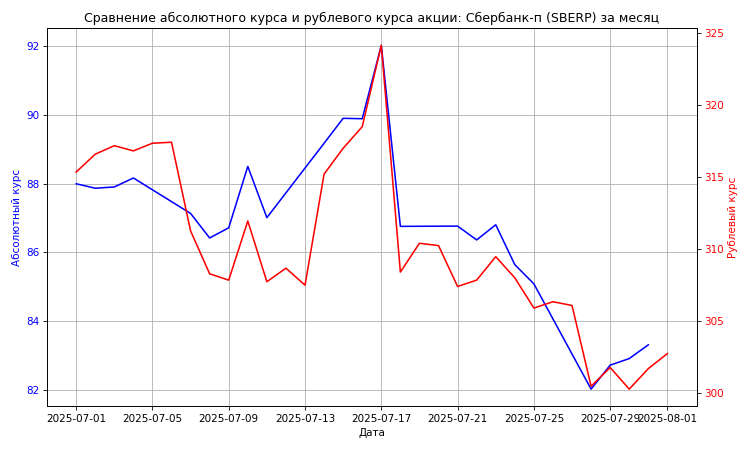 Сравнение абсолютного курса и рублевого курса акции: Сбербанк-п (SBERP) за месяц
92
90
88
86
84
82
Абсолютный курс
325
320
315
310
305
300
Рублевый курс
2025-07-01 2025-07-05 2025-07-09 2025-07-13 2025-07-17 2025-07-21 2025-07-25 2025-07-29 2025-08-01
Дата